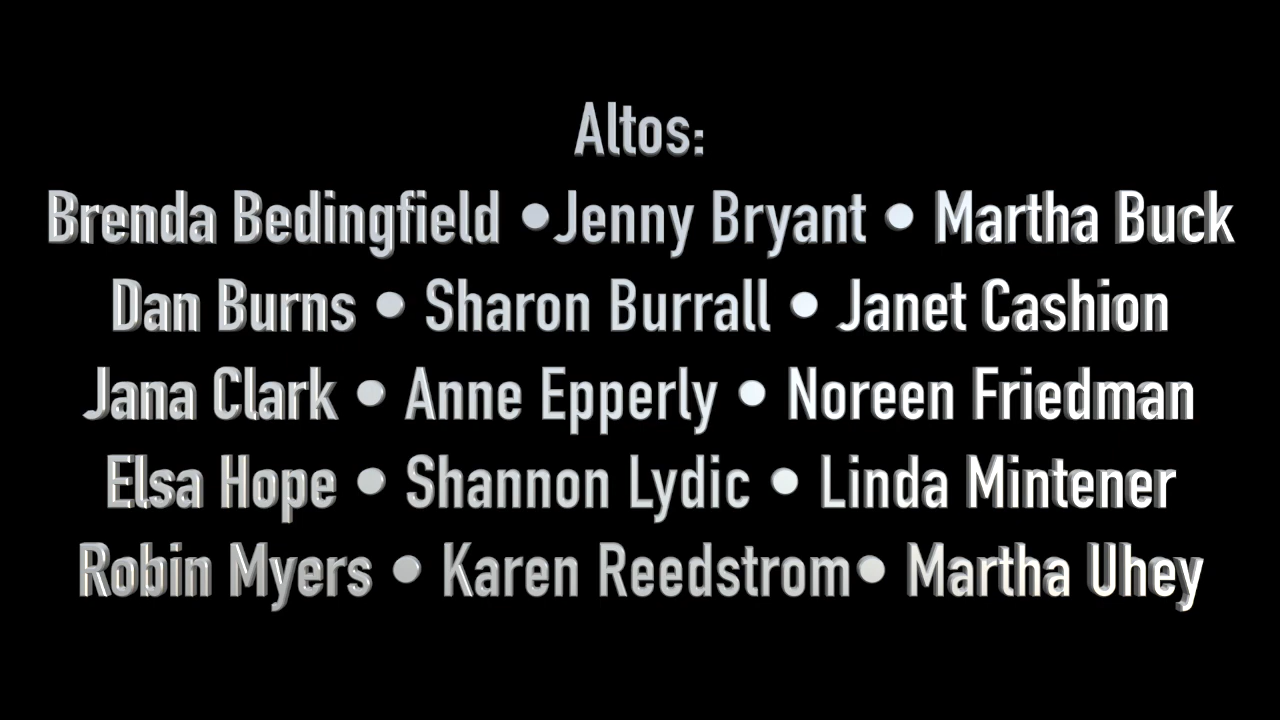 Altos:
Brenda Bedingfield •Jenny Bryant • Martha Buck
Dan Burns • Sharon Burrall • Janet Cashion
Jana Clark • Anne Epperly • Noreen Friedman
Elsa Hope • Shannon Lydic • Linda Mintener
Robin Myers • Karen Reedstrom• Martha Uhey